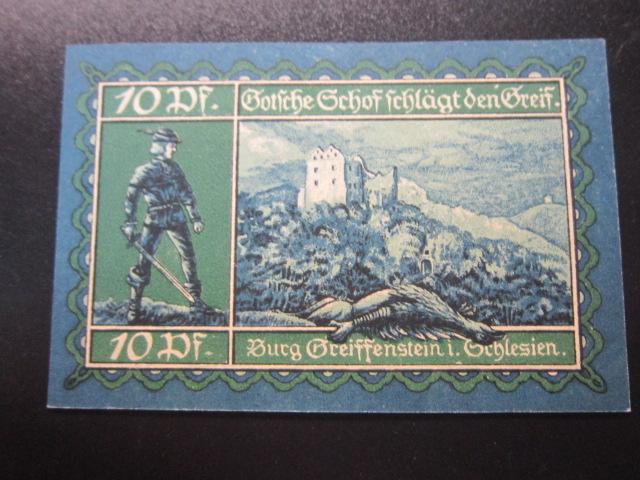 10 Pf.
Gotsche Schof schlägt den Greif.
10 Pf.
Burg Greiffenstein i. Schlesien.